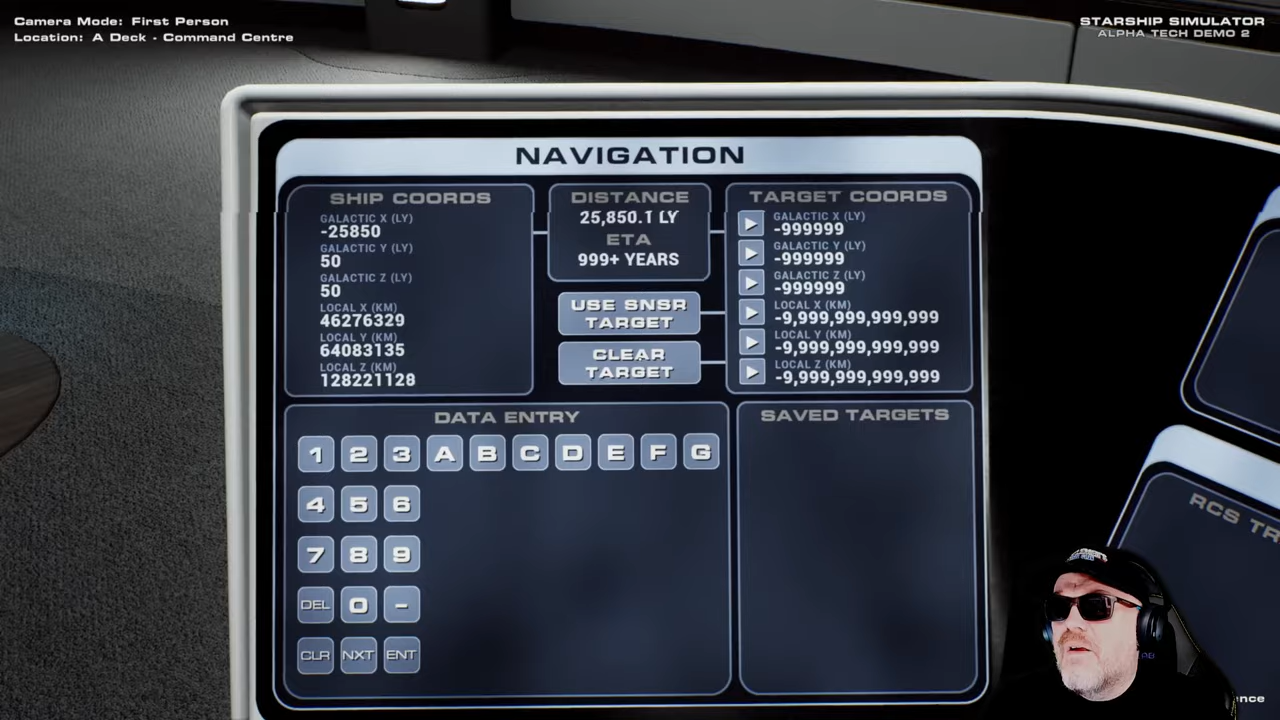 Camera Mode: First Person
Location: A Deck - Command Centre
STARSHIP SIMULATOR
ALPHA TECH DEMO 2
NAVIGATION
SHIP COORDS
GALACTIC X (LY)
-25850
GALACTIC Y (LY)
50
GALACTIC Z (LY)
50
LOCAL X (KM)
46276329
LOCAL Y (KM)
64083135
LOCAL Z (KM)
128221128
DISTANCE
25,850.1 LY
ETA
999+ YEARS
USE SNSR
TARGET
CLEAR
TARGET
TARGET COORDS
GALACTIC X (LY)
-999999
GALACTIC Y (LY)
-999999
GALACTIC Z (LY)
-999999
LOCAL X (KM)
-9,999,999,999,999
LOCAL Y (KM)
-9,999,999,999,999
LOCAL Z (KM)
-9,999,999,999,999
DATA ENTRY
1 2 3 A B C D E F G
4 5 6
7 8 9
DEL 0 -
CLR NXT ENT
SAVED TARGETS
RCS